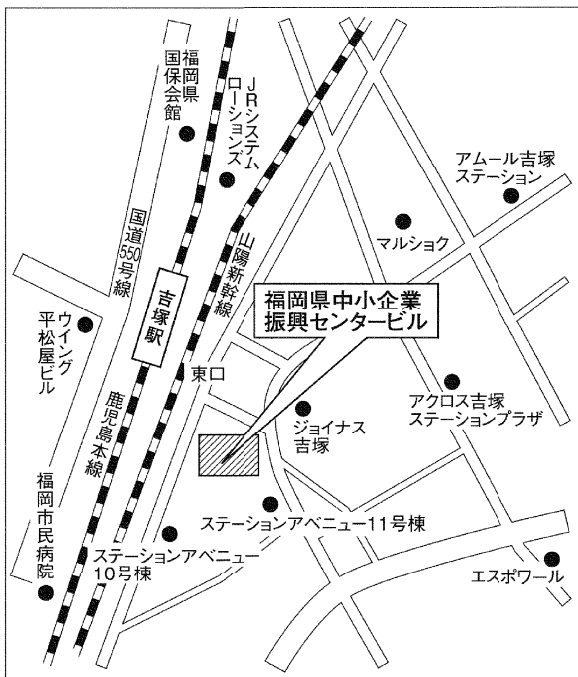 福岡県
国保会館
JRシステム
ローションズ
アムール吉塚
ステーション
マルショク
国道550号線
山陽新幹線
吉塚駅
福岡県中小企業
振興センタービル
ウイング
平松屋ビル
東口
アクロス吉塚
ステーションプラザ
ジョイナス
吉塚
鹿児島本線
福岡市民病院
ステーションアベニュー11号棟
ステーションアベニュー
10号棟
エスポワール